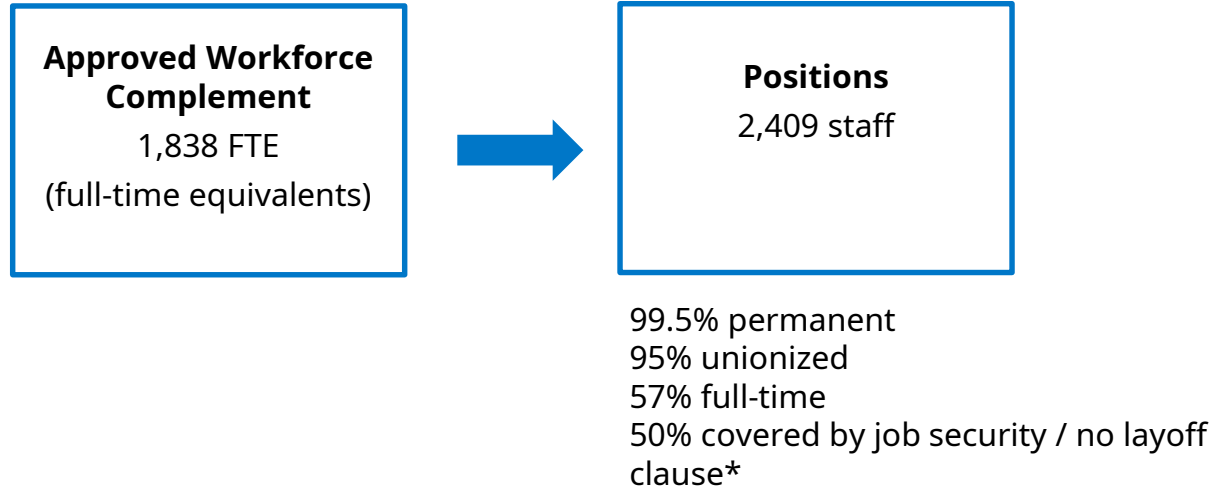 Approved Workforce
Complement
1,838 FTE
(full-time equivalents)
Positions
2,409 staff
99.5% permanent
95% unionized
57% full-time
50% covered by job security / no layoff
clause*